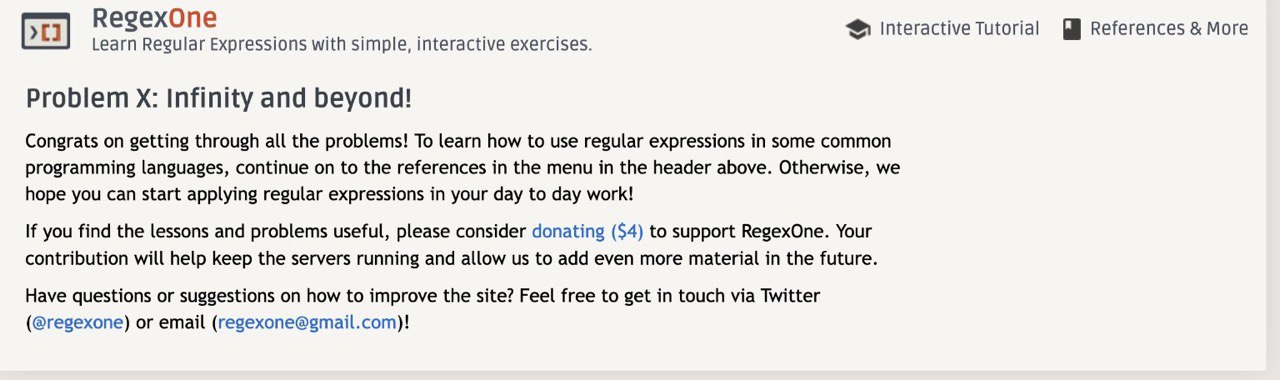 RegexOne
Learn Regular Expressions with simple, interactive exercises.
Interactive Tutorial
References & More
Problem X: Infinity and beyond!
Congrats on getting through all the problems! To learn how to use regular expressions in some common
programming languages, continue on to the references in the menu in the header above. Otherwise, we
hope you can start applying regular expressions in your day to day work!
If you find the lessons and problems useful, please consider donating ($4) to support RegexOne. Your
contribution will help keep the servers running and allow us to add even more material in the future.
Have questions or suggestions on how to improve the site? Feel free to get in touch via Twitter
(@regexone) or email (regexone@gmail.com)!